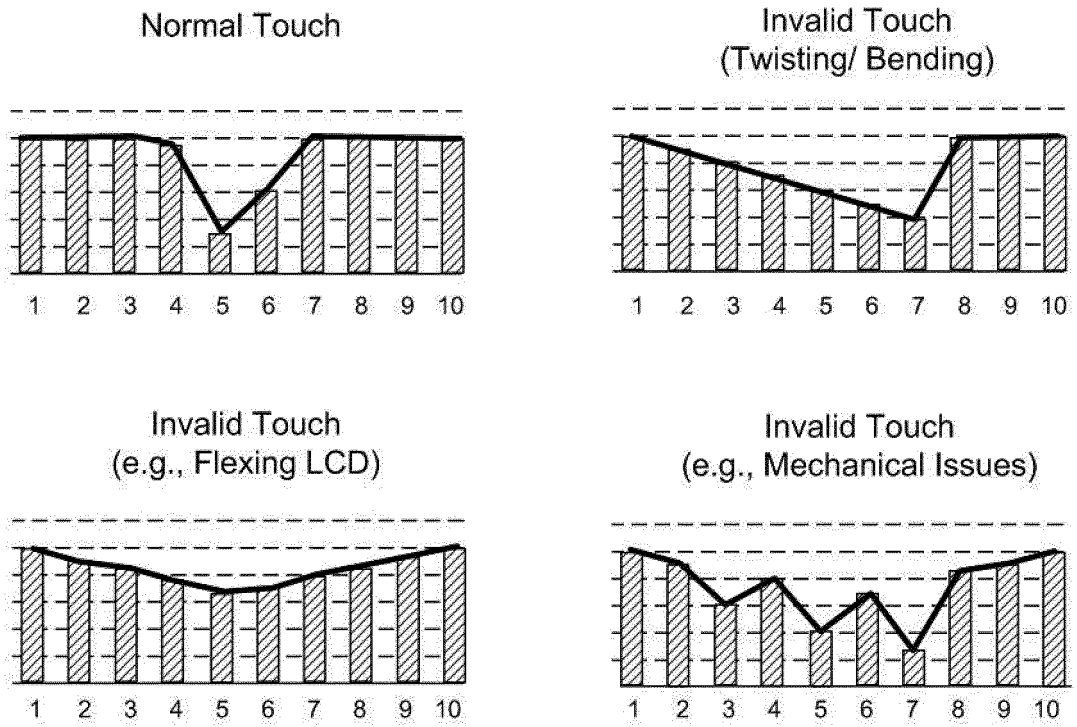 Normal Touch
1 2 3 4 5 6 7 8 9 10
Invalid Touch
(Twisting/ Bending)
1 2 3 4 5 6 7 8 9 10
Invalid Touch
(e.g., Flexing LCD)
1 2 3 4 5 6 7 8 9 10
Invalid Touch
(e.g., Mechanical Issues)
1 2 3 4 5 6 7 8 9 10